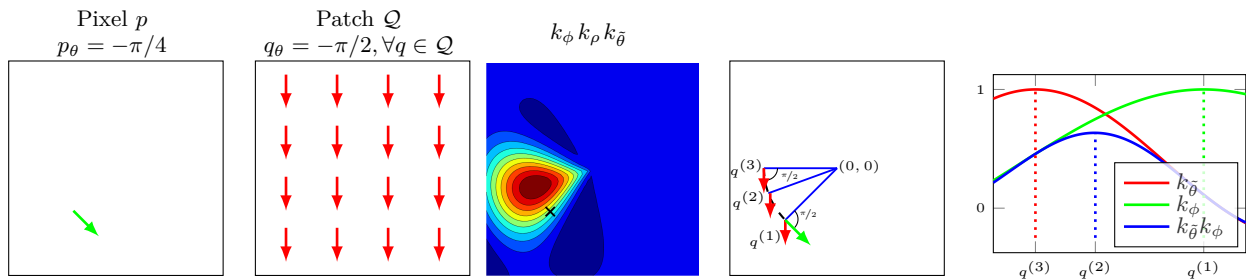 Pixel p
p_θ = −π/4
Patch 𝒬
q_θ = −π/2, ∀q ∈ 𝒬
k_ϕ k_ρ k_θ̃
q^(3)
π/2
(0, 0)
q^(2)
π/2
q^(1)
1
0
k_θ̃
k_ϕ
k_θ̃ k_ϕ
q^(3)
q^(2)
q^(1)